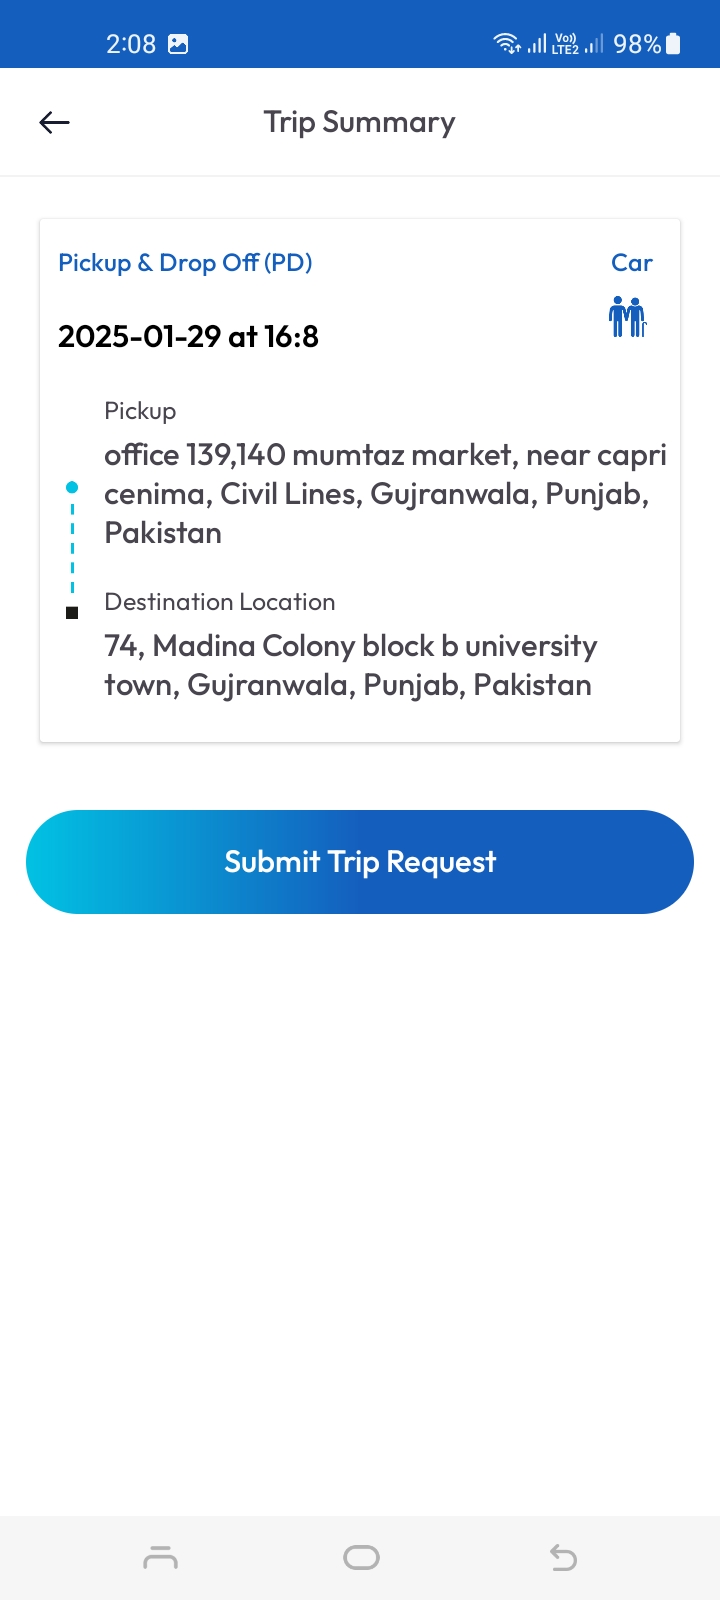 2:08 Vo)) LTE2 98%
Trip Summary
Pickup & Drop Off (PD) Car
2025-01-29 at 16:8
Pickup
office 139,140 mumtaz market, near capri
cenima, Civil Lines, Gujranwala, Punjab,
Pakistan
Destination Location
74, Madina Colony block b university
town, Gujranwala, Punjab, Pakistan
Submit Trip Request